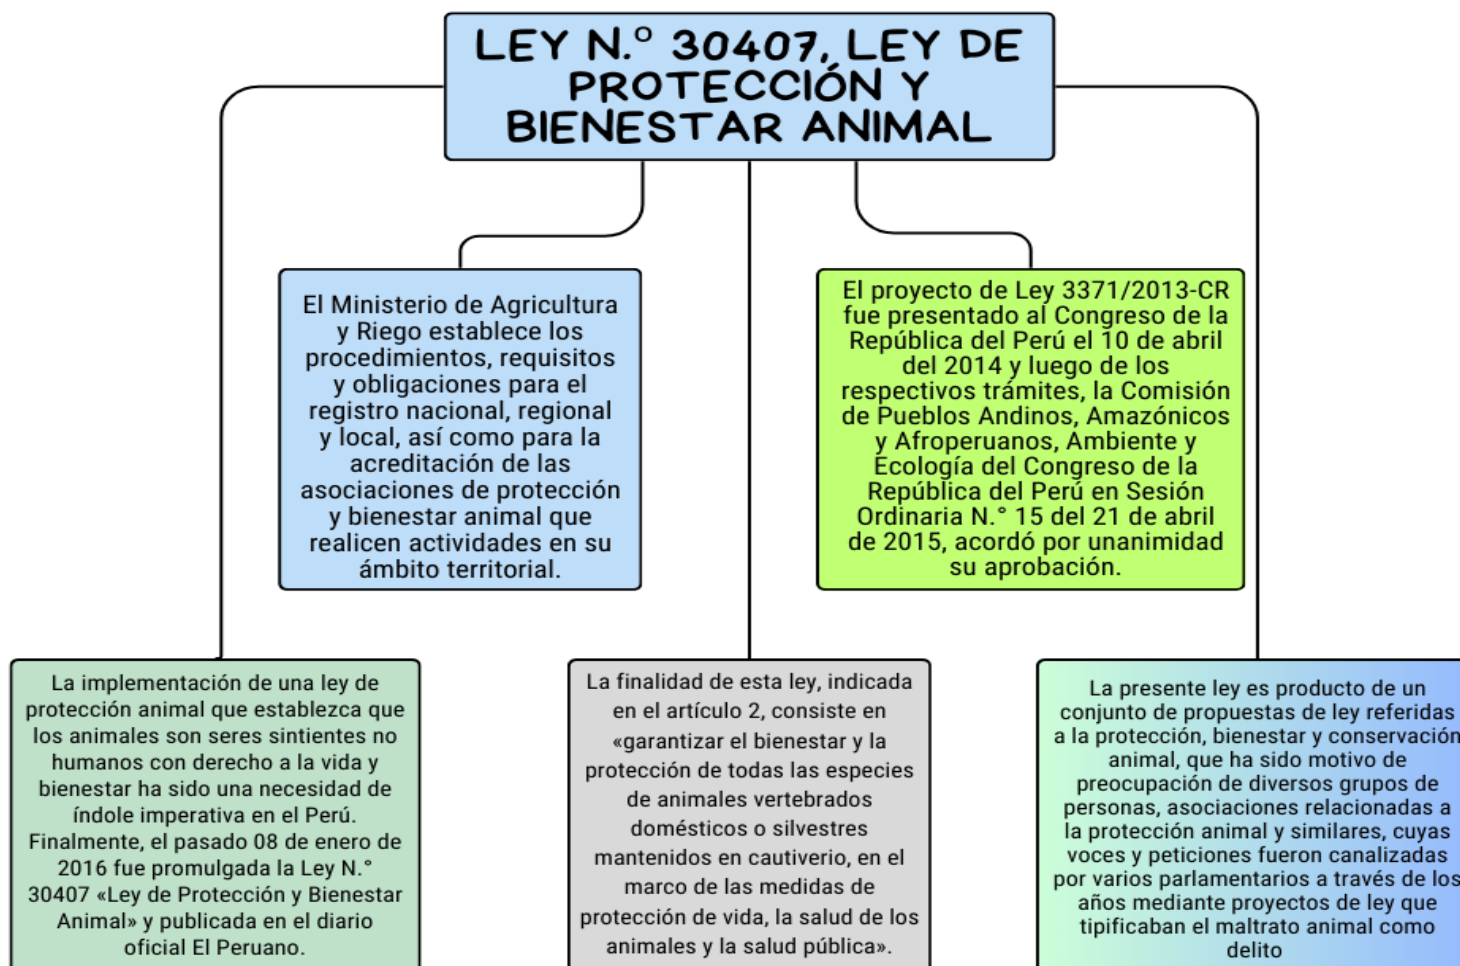 LEY N.º 30407, LEY DE
PROTECCIÓN Y
BIENESTAR ANIMAL
El Ministerio de Agricultura
y Riego establece los
procedimientos, requisitos
y obligaciones para el
registro nacional, regional
y local, así como para la
acreditación de las
asociaciones de protección
y bienestar animal que
realicen actividades en su
ámbito territorial.
El proyecto de Ley 3371/2013-CR
fue presentado al Congreso de la
República del Perú el 10 de abril
del 2014 y luego de los
respectivos trámites, la Comisión
de Pueblos Andinos, Amazónicos
y Afroperuanos, Ambiente y
Ecología del Congreso de la
República del Perú en Sesión
Ordinaria N.° 15 del 21 de abril
de 2015, acordó por unanimidad
su aprobación.
La implementación de una ley de
protección animal que establezca que
los animales son seres sintientes no
humanos con derecho a la vida y
bienestar ha sido una necesidad de
índole imperativa en el Perú.
Finalmente, el pasado 08 de enero de
2016 fue promulgada la Ley N.°
30407 «Ley de Protección y Bienestar
Animal» y publicada en el diario
oficial El Peruano.
La finalidad de esta ley, indicada
en el artículo 2, consiste en
«garantizar el bienestar y la
protección de todas las especies
de animales vertebrados
domésticos o silvestres
mantenidos en cautiverio, en el
marco de las medidas de
protección de vida, la salud de los
animales y la salud pública».
La presente ley es producto de un
conjunto de propuestas de ley referidas
a la protección, bienestar y conservación
animal, que ha sido motivo de
preocupación de diversos grupos de
personas, asociaciones relacionadas a
la protección animal y similares, cuyas
voces y peticiones fueron canalizadas
por varios parlamentarios a través de los
años mediante proyectos de ley que
tipificaban el maltrato animal como
delito